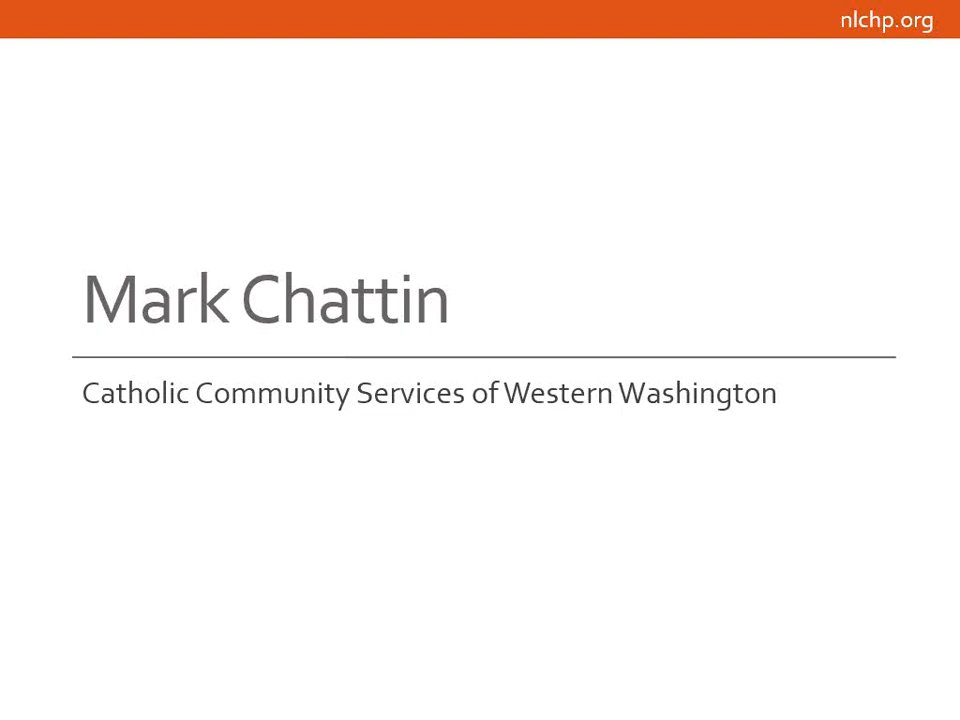 nlchp.org
Mark Chattin
Catholic Community Services of Western Washington